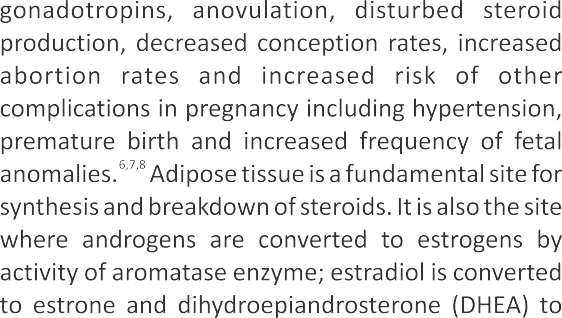 gonadotropins, anovulation, disturbed steroid
production, decreased conception rates, increased
abortion rates and increased risk of other
complications in pregnancy including hypertension,
premature birth and increased frequency of fetal
anomalies.6,7,8 Adipose tissue is a fundamental site for
synthesis and breakdown of steroids. It is also the site
where androgens are converted to estrogens by
activity of aromatase enzyme; estradiol is converted
to estrone and dihydroepiandrosterone (DHEA) to